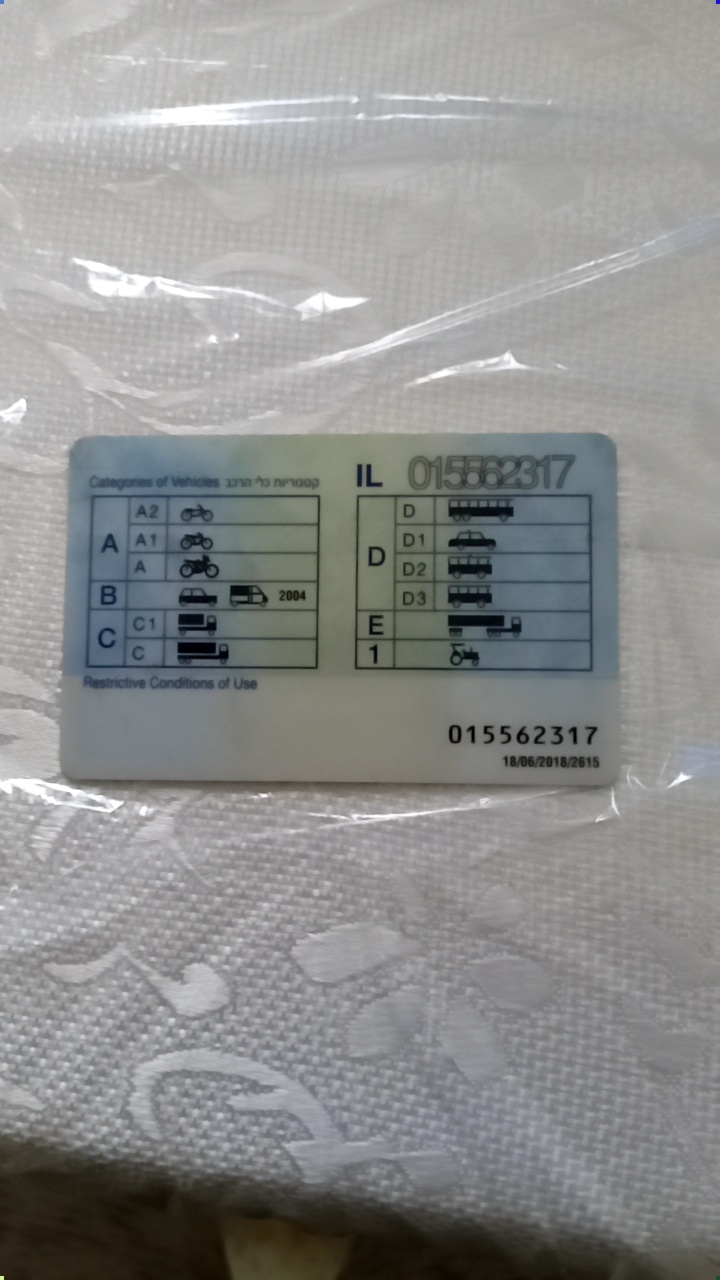 Categories of Vehicles קטגוריות כלי הרכב
A A2
A1
A
B 2004
C C1
C
Restrictive Conditions of Use
IL 015562317
D D
D1
D2
D3
E
1
015562317
18/06/2018/2615